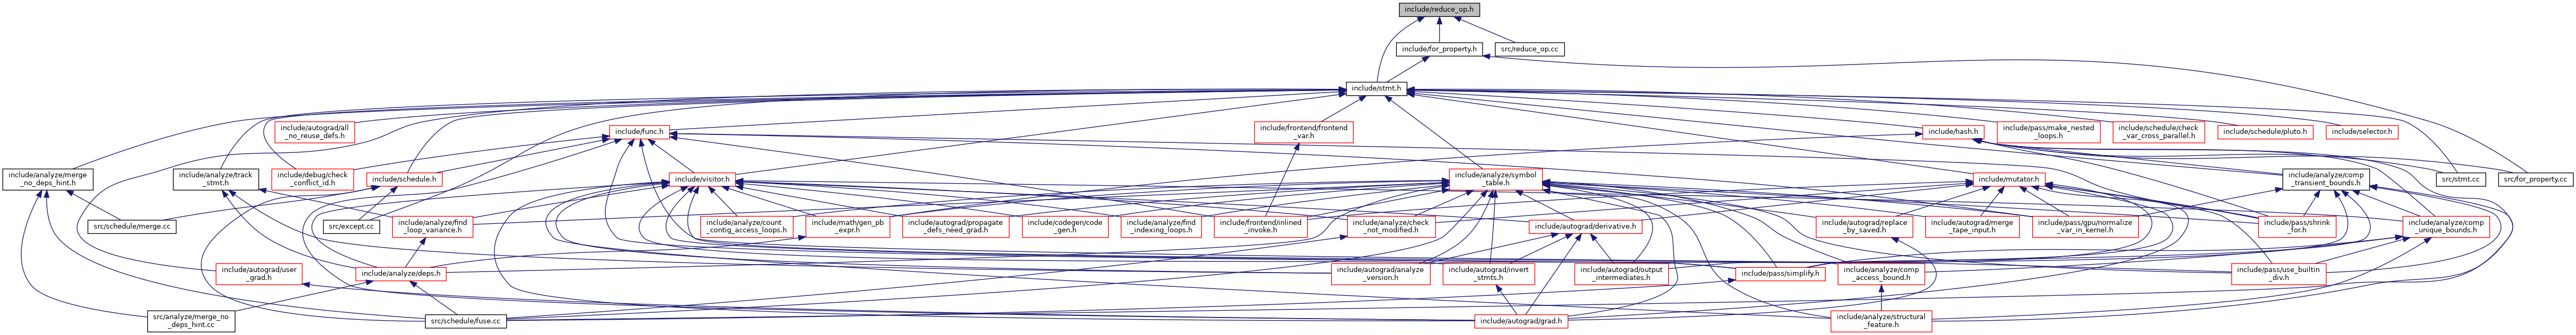 include/reduce_op.h
include/for_property.h
src/reduce_op.cc
include/stmt.h
include/autograd/all
_no_reuse_defs.h
include/func.h
include/frontend/frontend
_var.h
include/hash.h
include/pass/make_nested
_loops.h
include/schedule/check
_var_cross_parallel.h
include/schedule/pluto.h
include/selector.h
include/analyze/merge
_no_deps_hint.h
include/analyze/track
_stmt.h
include/debug/check
_conflict_id.h
include/schedule.h
include/visitor.h
include/analyze/symbol
_table.h
include/mutator.h
include/analyze/comp
_transient_bounds.h
src/stmt.cc
src/for_property.cc
src/schedule/merge.cc
src/except.cc
include/analyze/find
_loop_variance.h
include/analyze/count
_contig_access_loops.h
include/math/gen_pb
_expr.h
include/autograd/propagate
_defs_need_grad.h
include/codegen/code
_gen.h
include/analyze/find
_indexing_loops.h
include/frontend/inlined
_invoke.h
include/analyze/check
_not_modified.h
include/autograd/derivative.h
include/autograd/replace
_by_saved.h
include/autograd/merge
_tape_input.h
include/pass/gpu/normalize
_var_in_kernel.h
include/pass/shrink
_for.h
include/analyze/comp
_unique_bounds.h
include/autograd/user
_grad.h
include/analyze/deps.h
include/autograd/analyze
_version.h
include/autograd/invert
_stmts.h
include/autograd/output
_intermediates.h
include/pass/simplify.h
include/analyze/comp
_access_bound.h
include/pass/use_builtin
_div.h
src/analyze/merge_no
_deps_hint.cc
src/schedule/fuse.cc
include/autograd/grad.h
include/analyze/structural
_feature.h